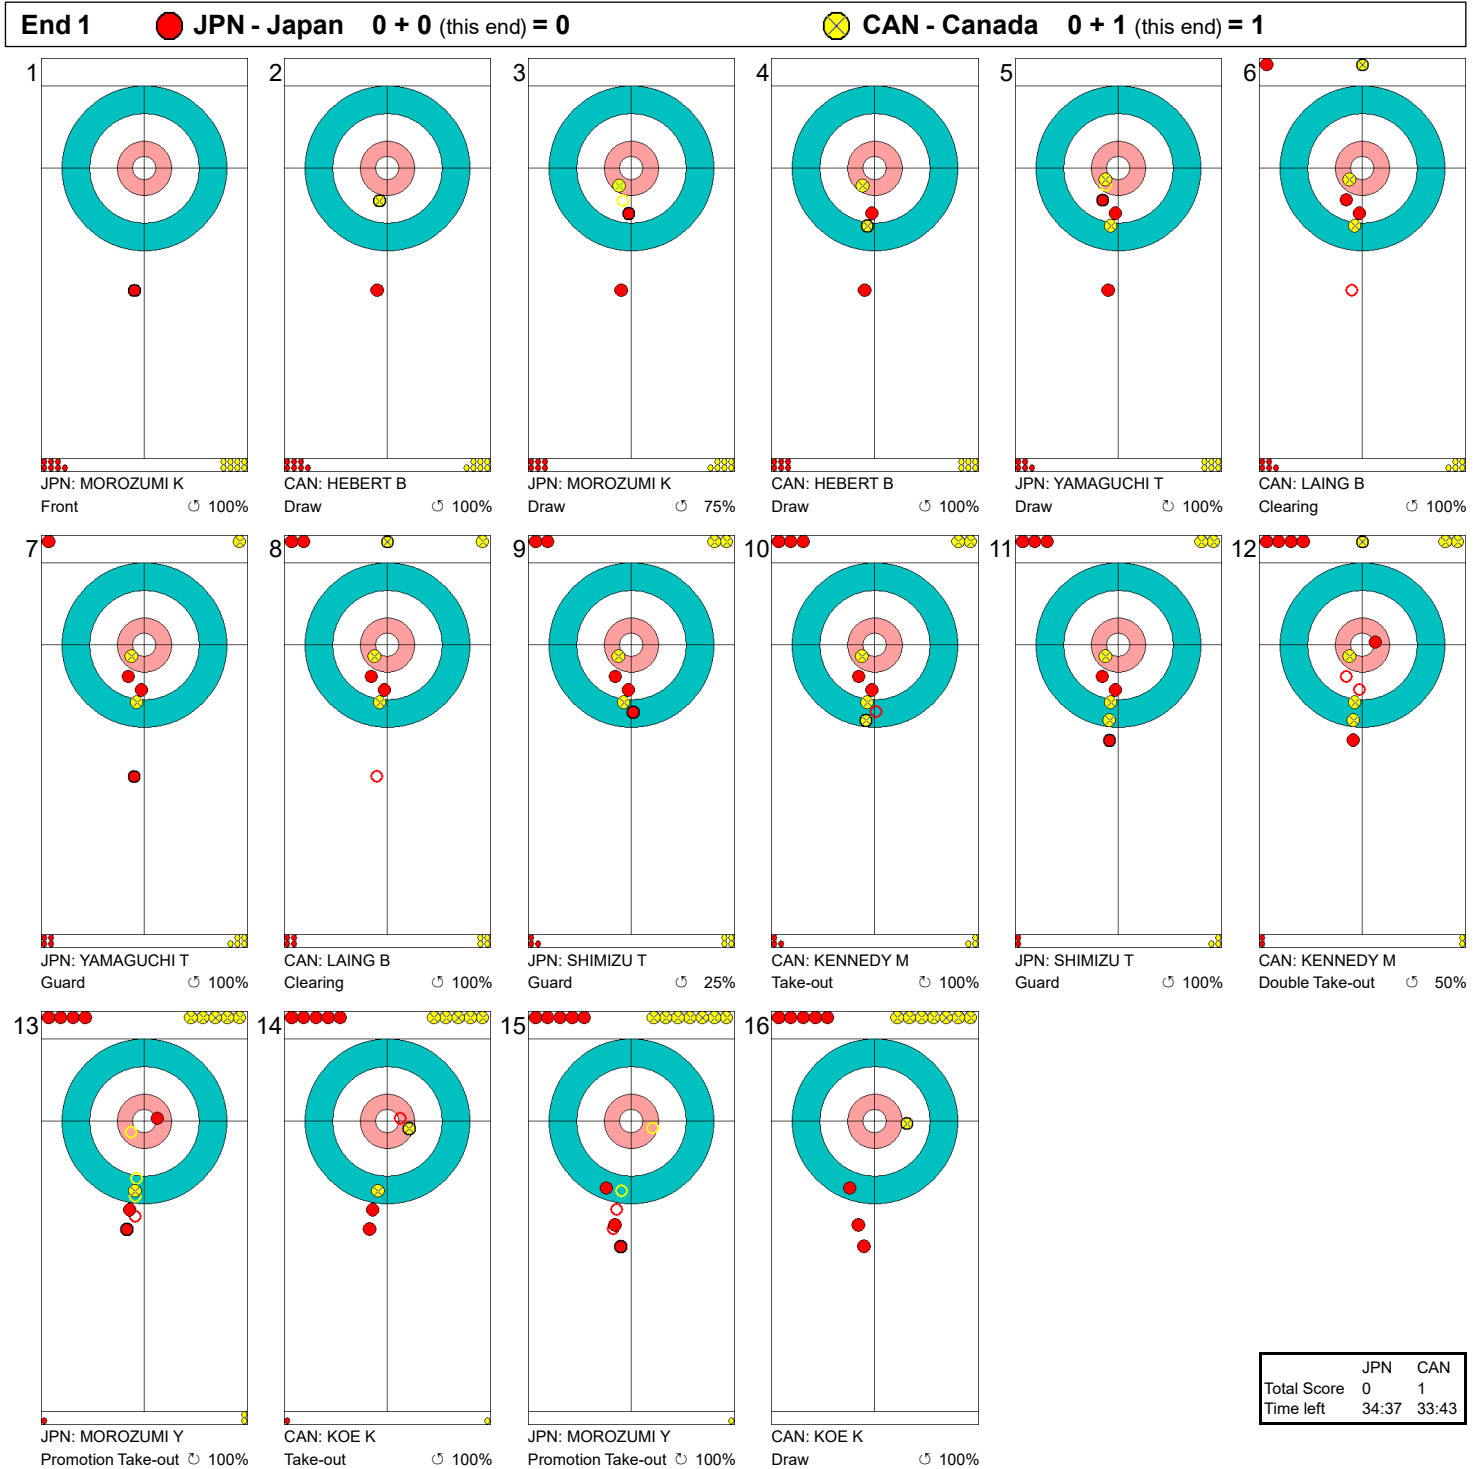 End 1 JPN - Japan 0 + 0 (this end) = 0 CAN - Canada 0 + 1 (this end) = 1
1 2 3 4 5 6
JPN: MOROZUMI K CAN: HEBERT B JPN: MOROZUMI K CAN: HEBERT B JPN: YAMAGUCHI T CAN: LAING B
Front ↺ 100% Draw ↺ 100% Draw ↺ 75% Draw ↺ 100% Draw ↻ 100% Clearing ↺ 100%
7 8 9 10 11 12
JPN: YAMAGUCHI T CAN: LAING B JPN: SHIMIZU T CAN: KENNEDY M JPN: SHIMIZU T CAN: KENNEDY M
Guard ↺ 100% Clearing ↺ 100% Guard ↺ 25% Take-out ↻ 100% Guard ↺ 100% Double Take-out ↺ 50%
13 14 15 16
JPN: MOROZUMI Y CAN: KOE K JPN: MOROZUMI Y CAN: KOE K
Promotion Take-out ↻ 100% Take-out ↺ 100% Promotion Take-out ↻ 100% Draw ↺ 100%
JPN CAN
Total Score 0 1
Time left 34:37 33:43